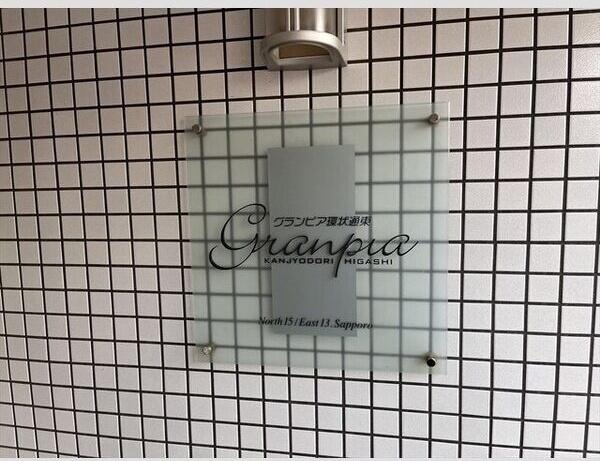 グランピア環状通東
Granpia
KANJYODORI HIGASHI
North 15 / East 13. Sapporo